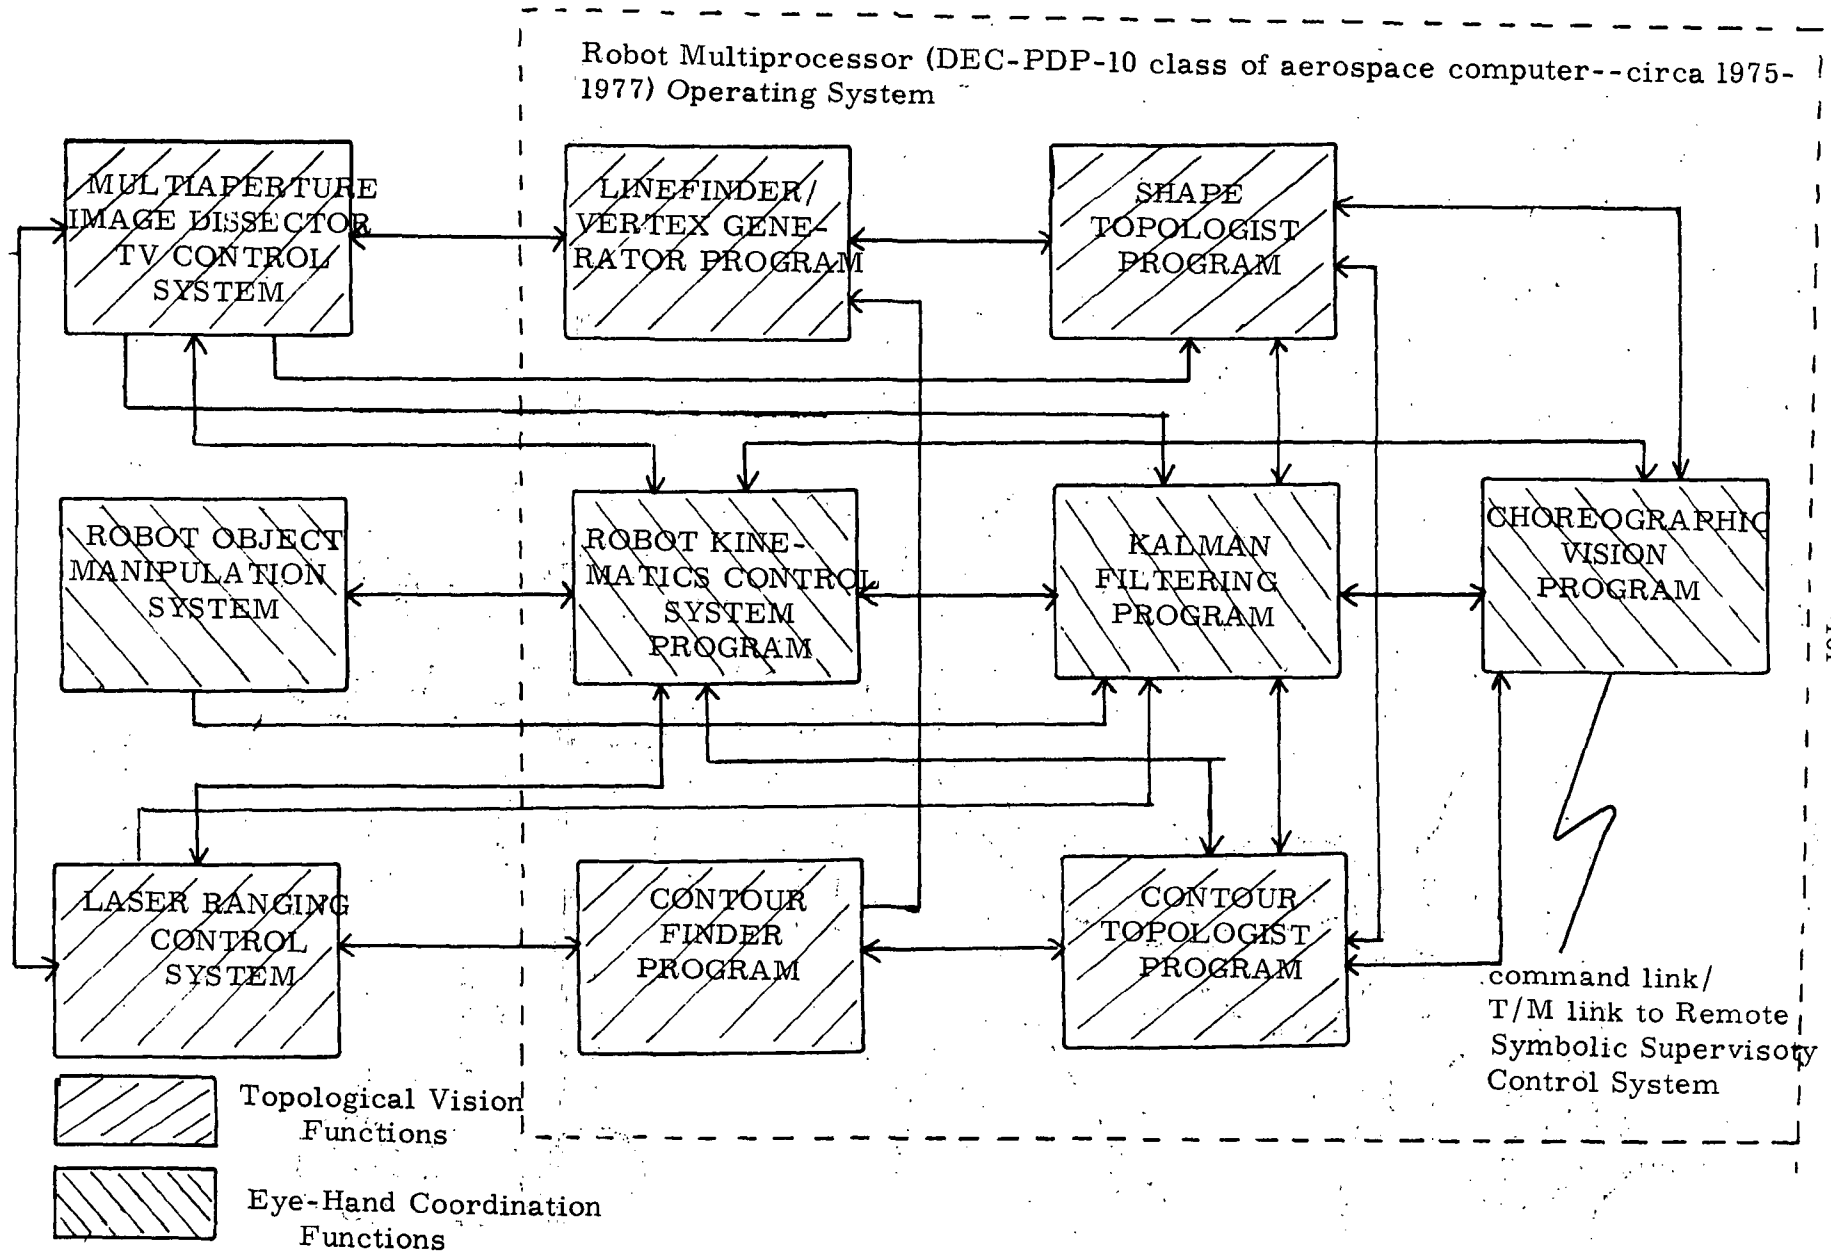 Robot Multiprocessor (DEC-PDP-10 class of aerospace computer--circa 1975-
1977) Operating System
MULTIAPERTURE
IMAGE DISSECTOR
TV CONTROL
SYSTEM
LINEFINDER/
VERTEX GENE-
RATOR PROGRAM
SHAPE
TOPOLOGIST
PROGRAM
ROBOT OBJECT
MANIPULATION
SYSTEM
ROBOT KINE-
MATICS CONTROL
SYSTEM
PROGRAM
KALMAN
FILTERING
PROGRAM
CHOREOGRAPHIC
VISION
PROGRAM
LASER RANGING
CONTROL
SYSTEM
CONTOUR
FINDER
PROGRAM
CONTOUR
TOPOLOGIST
PROGRAM
command link/
T/M link to Remote
Symbolic Supervisory
Control System
Topological Vision
Functions
Eye-Hand Coordination
Functions